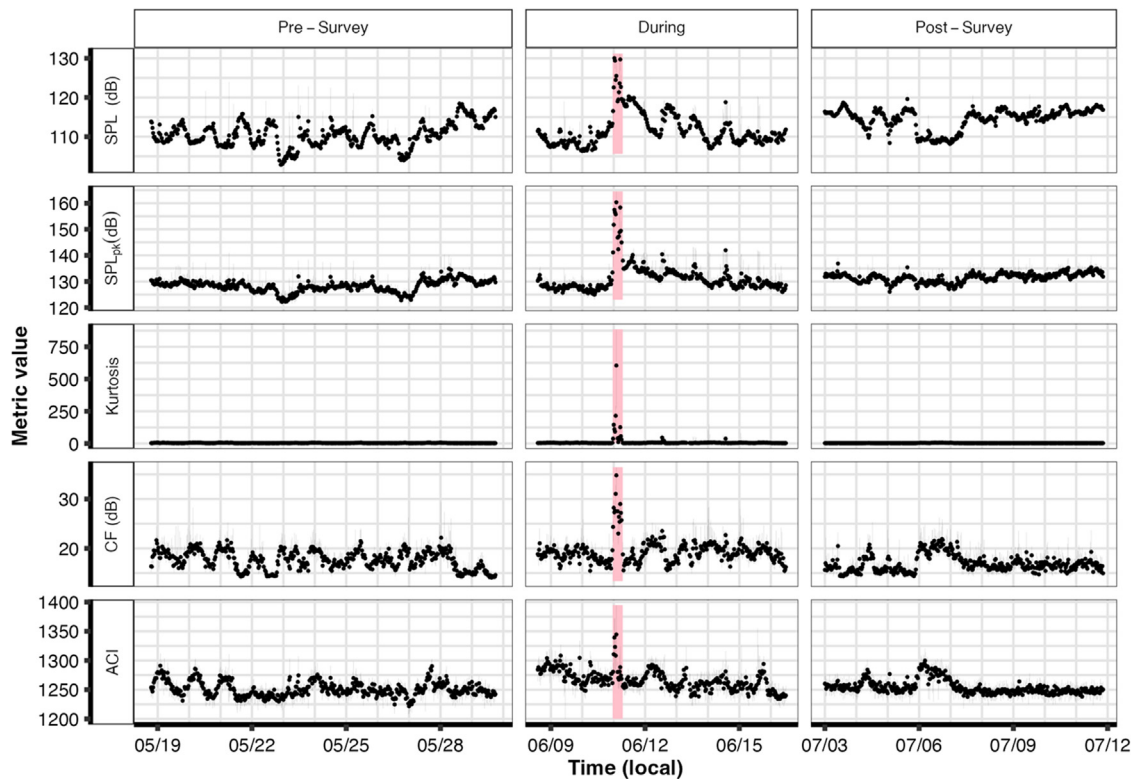 Pre – Survey
During
Post – Survey
Metric value
SPL (dB)
130
120
110
SPLpk(dB)
160
150
140
130
120
Kurtosis
750
500
250
0
CF (dB)
30
20
ACI
1400
1350
1300
1250
1200
05/19 05/22 05/25 05/28 06/09 06/12 06/15 07/03 07/06 07/09 07/12
Time (local)